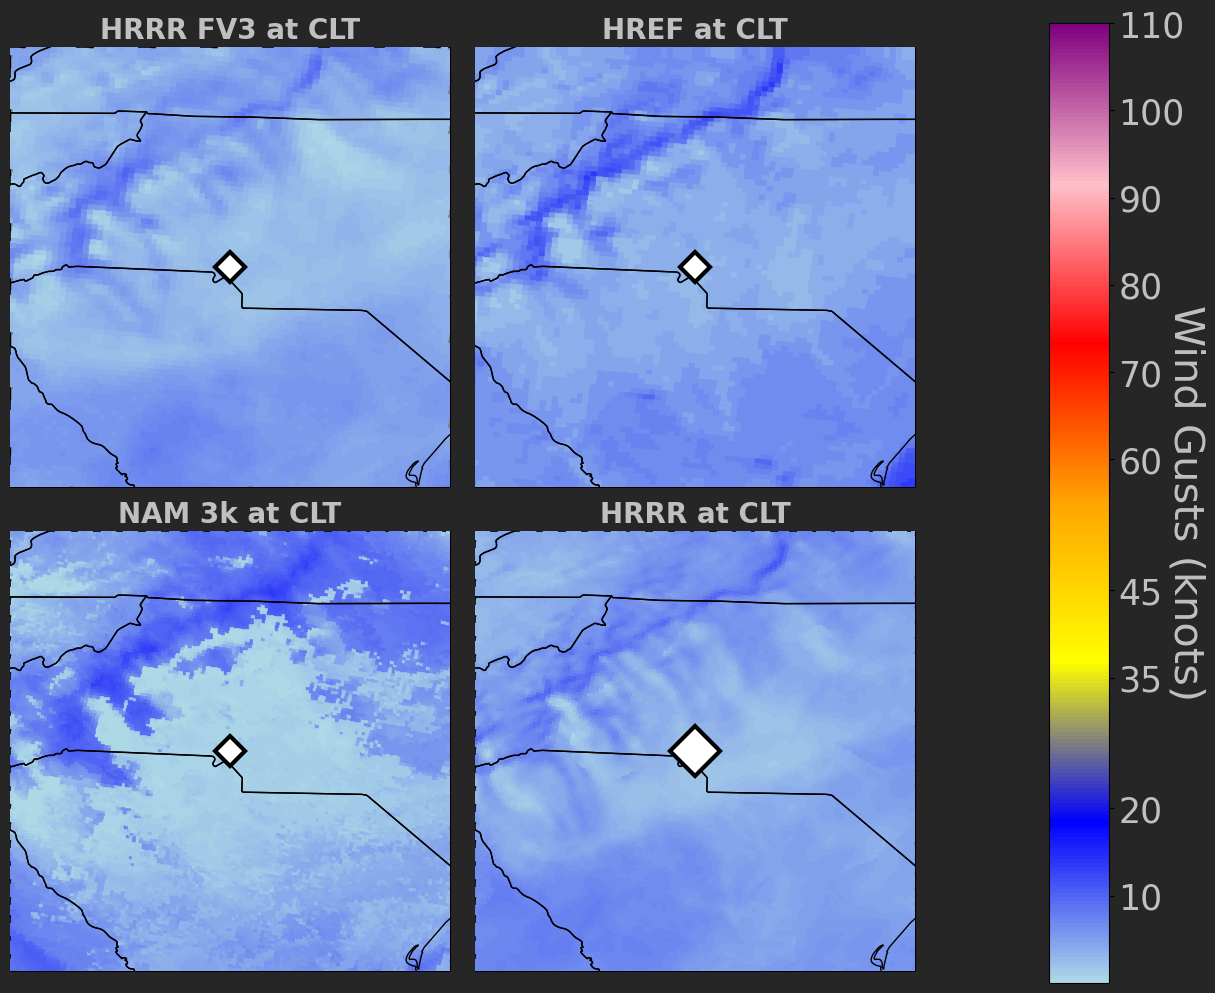 HRRR FV3 at CLT
HREF at CLT
NAM 3k at CLT
HRRR at CLT
110
100
90
80
70
60
45
35
20
10
Wind Gusts (knots)